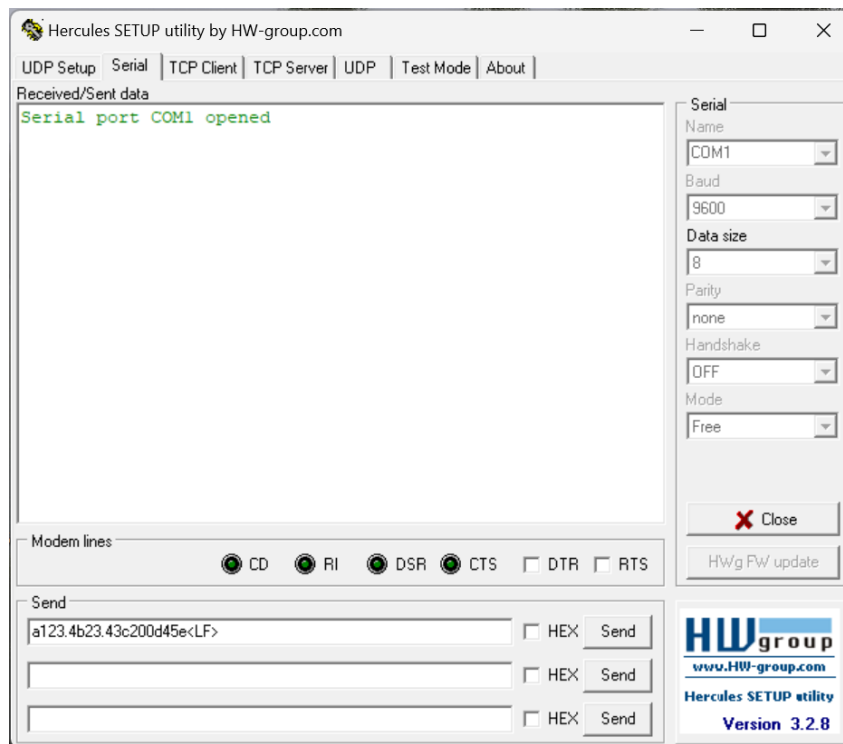 Hercules SETUP utility by HW-group.com
UDP Setup Serial TCP Client TCP Server UDP Test Mode About
Received/Sent data
Serial port COM1 opened
Serial
Name
COM1
Baud
9600
Data size
8
Parity
none
Handshake
OFF
Mode
Free
Close
HWg FW update
Modem lines
CD RI DSR CTS DTR RTS
Send
a123.4b23.43c200d45e<LF>
HEX Send
HEX Send
HEX Send
HWgroup
www.HW-group.com
Hercules SETUP utility
Version 3.2.8